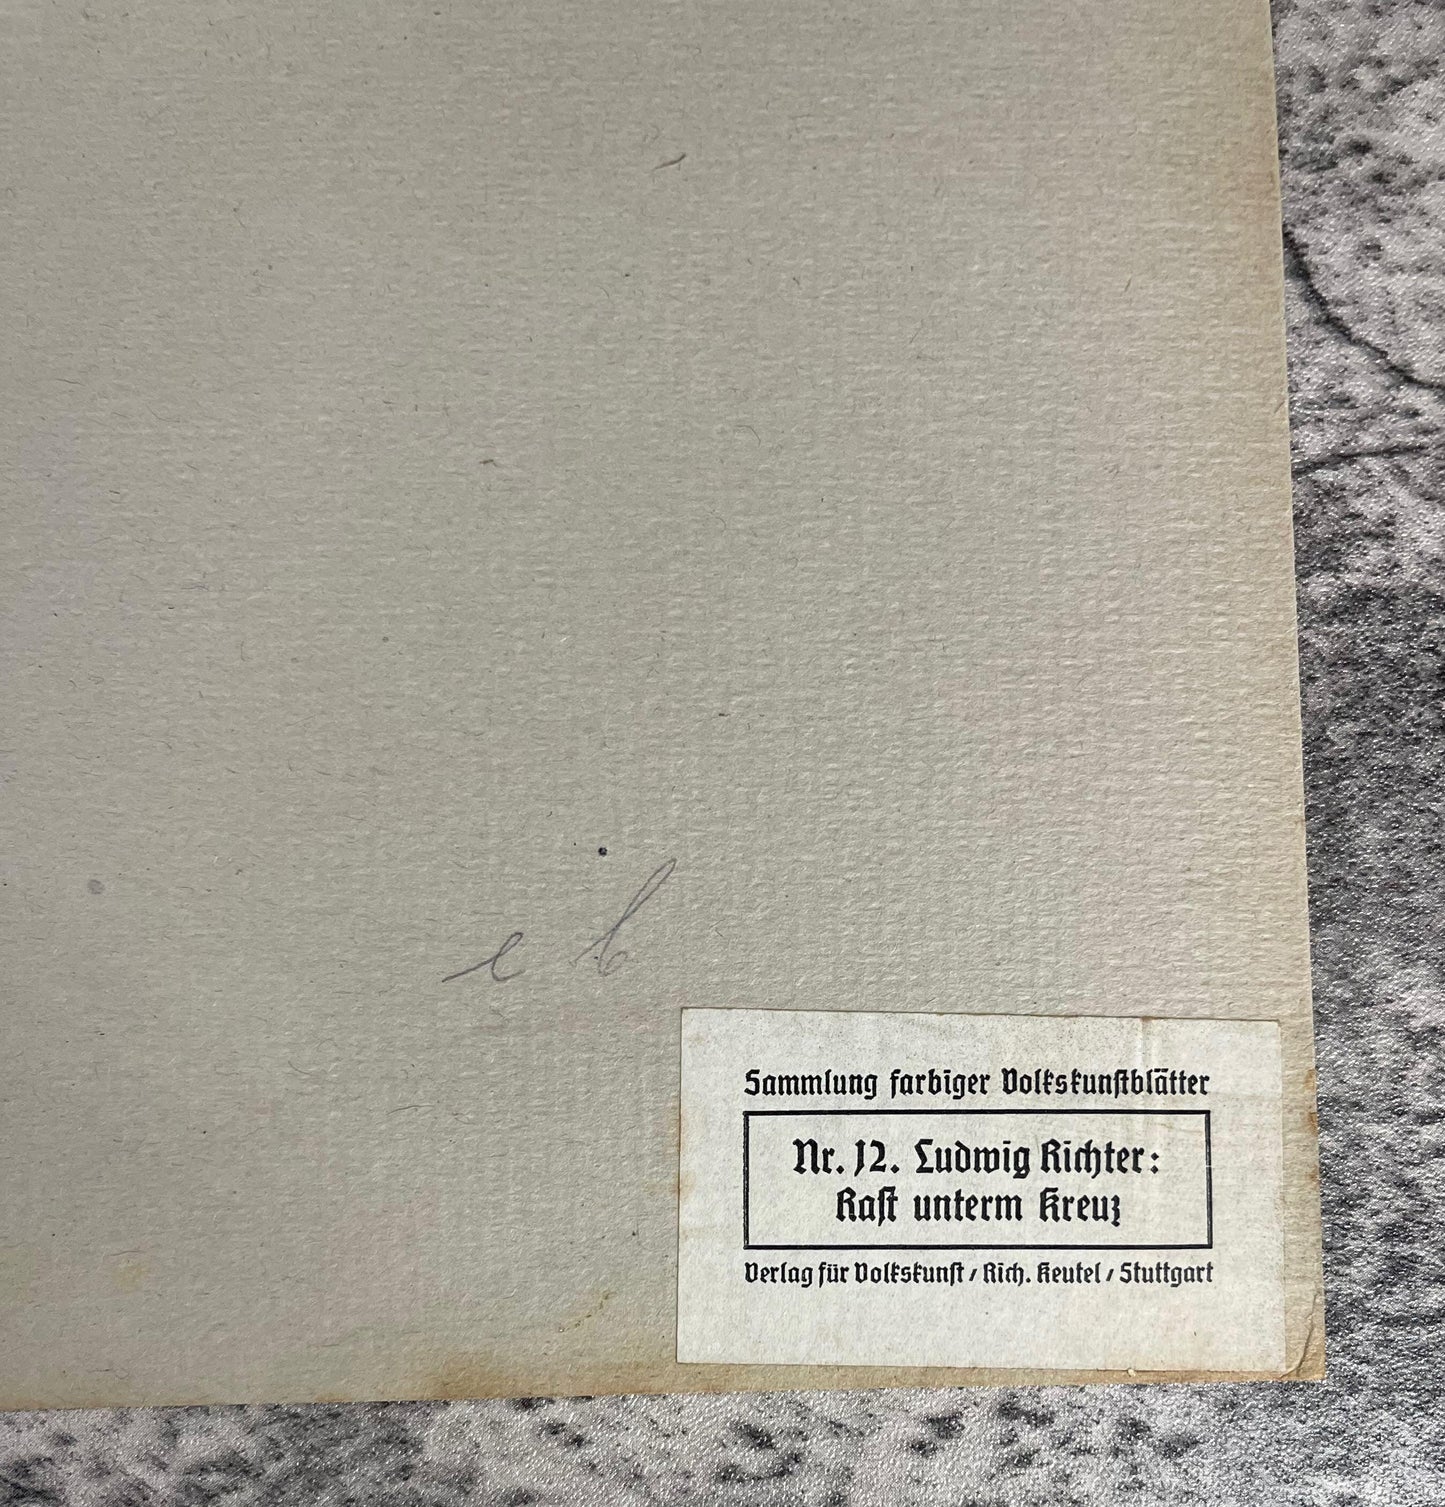 e b
Sammlung farbiger Volkskunstblätter
Nr. 12. Ludwig Richter:
Rast unterm Kreuz
Verlag für Volkskunst / Rich. Keutel / Stuttgart